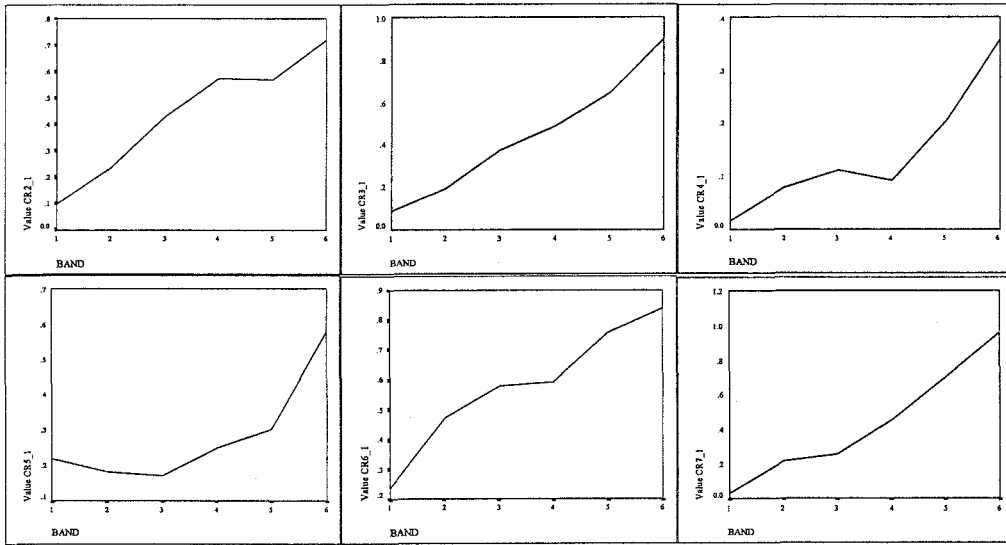 Value CR2_1
.8
.7
.6
.5
.4
.3
.2
.1
0.0
1 2 3 4 5 6
BAND
Value CR3_1
1.0
.8
.6
.4
.2
0.0
1 2 3 4 5 6
BAND
Value CR4_1
.4
.3
.2
.1
0.0
1 2 3 4 5 6
BAND
Value CR5_1
.7
.6
.5
.4
.3
.2
.1
1 2 3 4 5 6
BAND
Value CR6_1
.9
.8
.7
.6
.5
.4
.3
.2
1 2 3 4 5 6
BAND
Value CR7_1
1.2
1.0
.8
.6
.4
.2
0.0
1 2 3 4 5 6
BAND